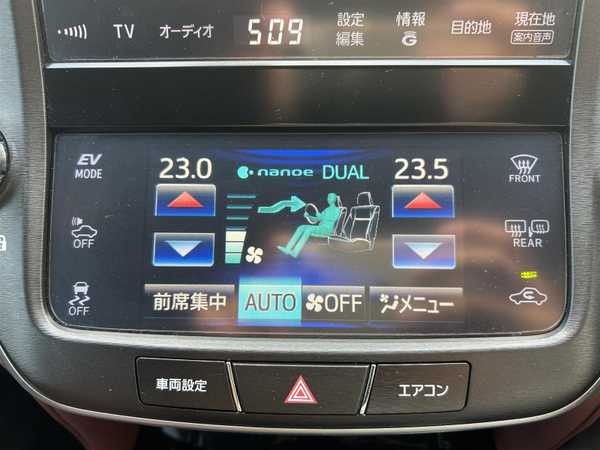 TV オーディオ 509 設定
編集 情報
G 目的地 現在地
案内音声
EV
MODE
23.0 nanoe DUAL 23.5
FRONT
OFF
REAR
OFF
前席集中 AUTO OFF メニュー
車両設定 エアコン